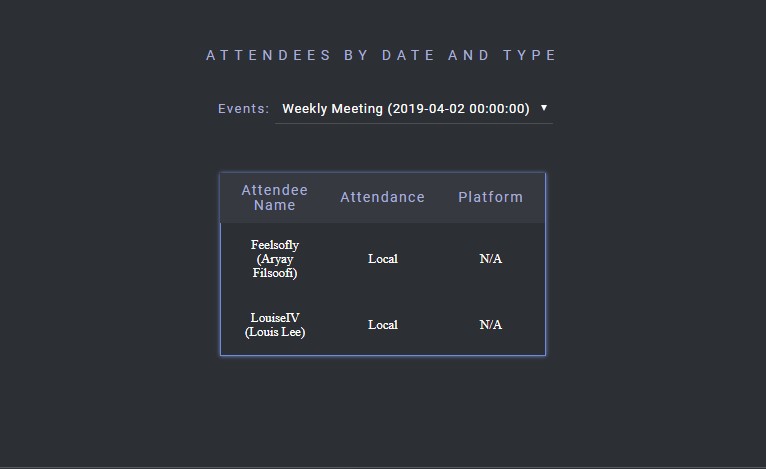 ATTENDEES BY DATE AND TYPE
Events: Weekly Meeting (2019-04-02 00:00:00) ▼
Attendee
Name
Attendance
Platform
Feelsofly
(Aryay
Filsoofi)
Local
N/A
LouiseIV
(Louis Lee)
Local
N/A